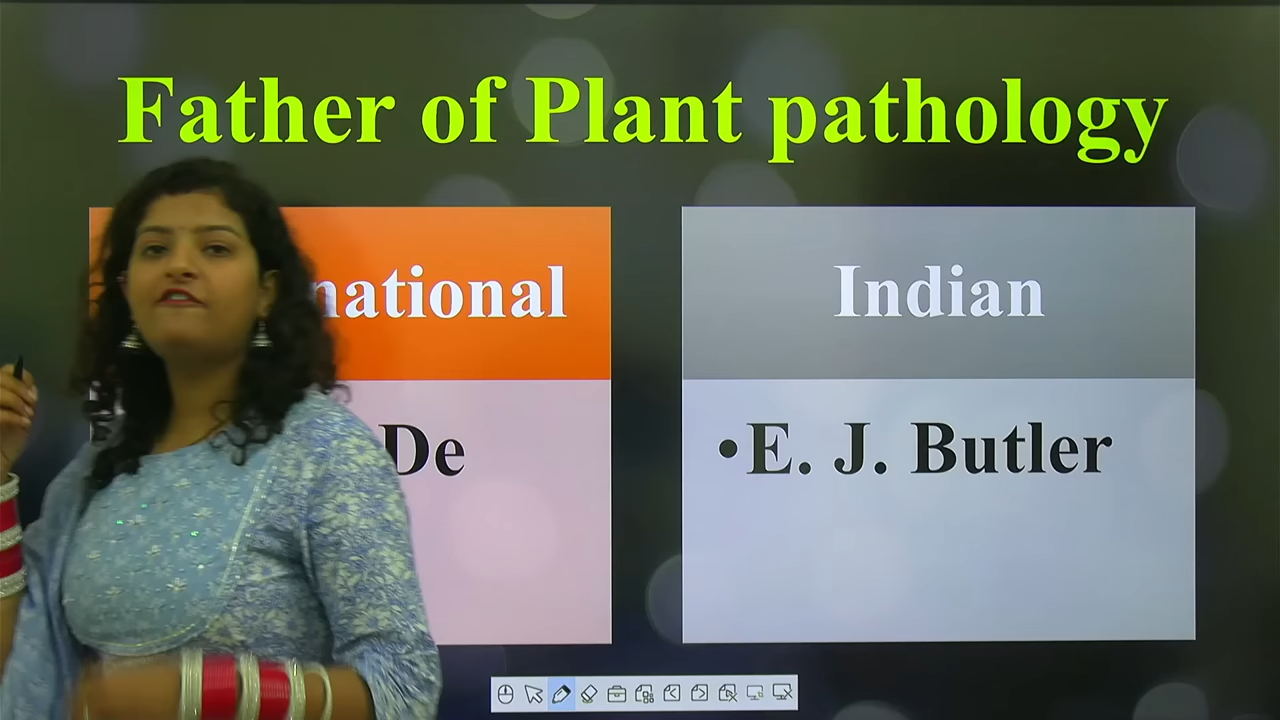 Father of Plant pathology
national
Indian
De
•E. J. Butler